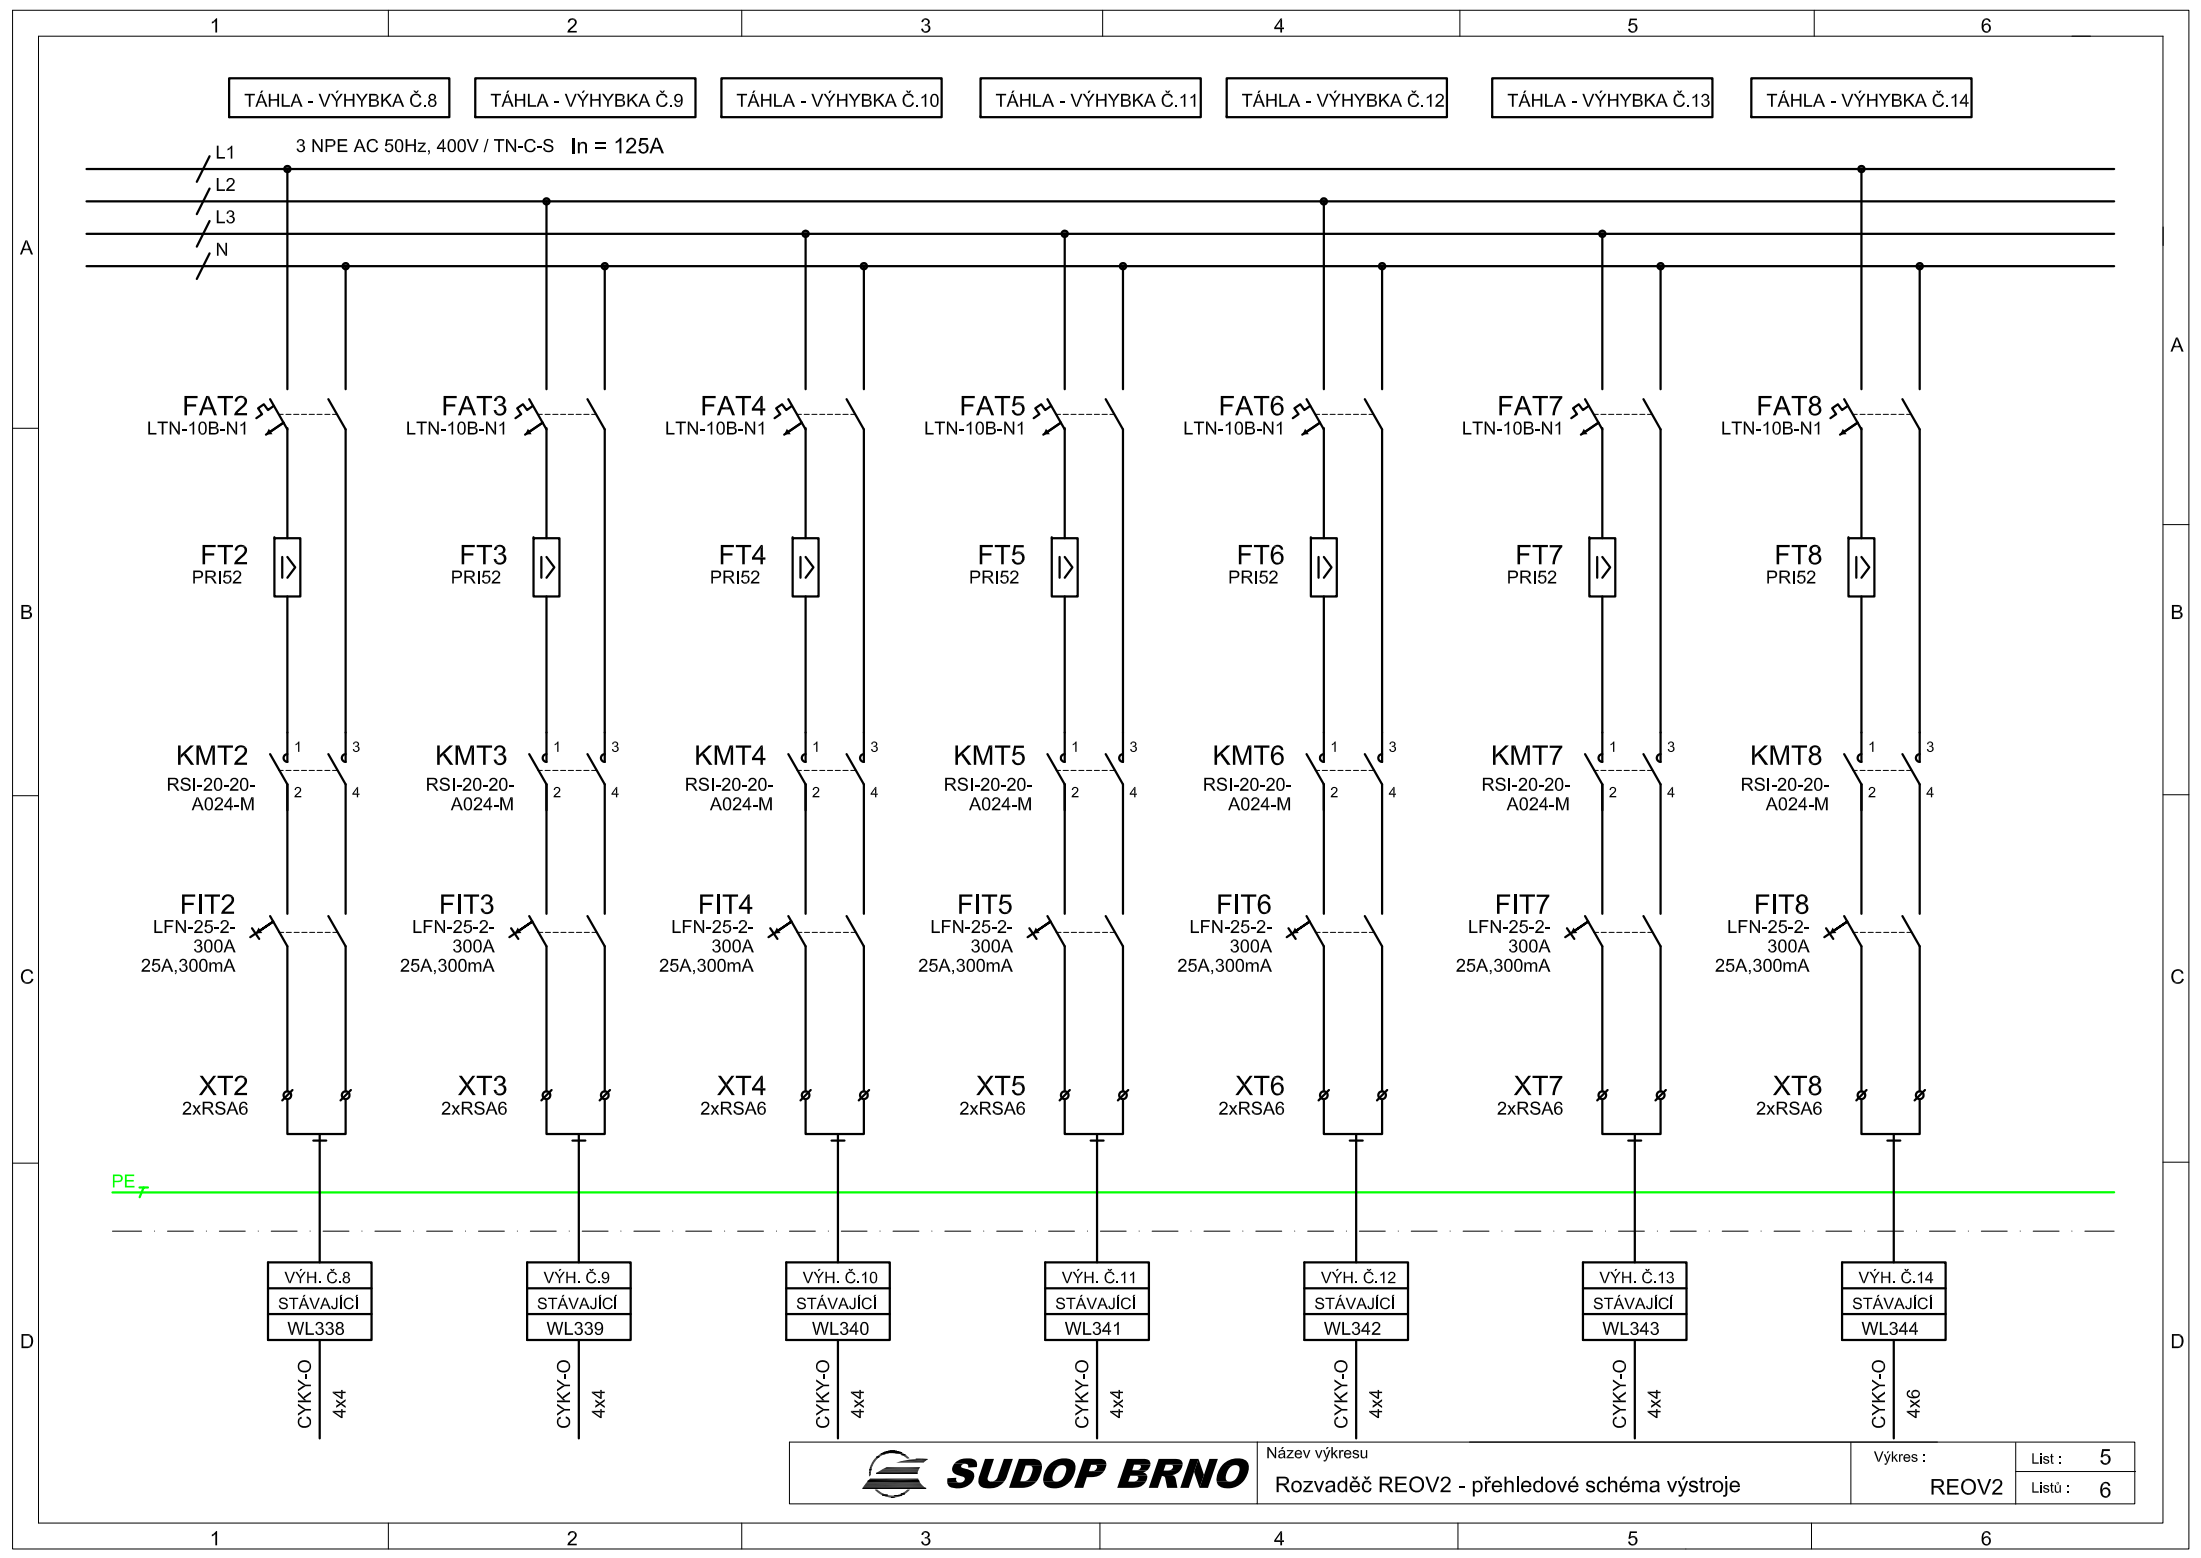 1 2 3 4 5 6
TÁHLA - VÝHYBKA Č.8 TÁHLA - VÝHYBKA Č.9 TÁHLA - VÝHYBKA Č.10 TÁHLA - VÝHYBKA Č.11 TÁHLA - VÝHYBKA Č.12 TÁHLA - VÝHYBKA Č.13 TÁHLA - VÝHYBKA Č.14
3 NPE AC 50Hz, 400V / TN-C-S In = 125A
L1
L2
L3
N
A A
FAT2 FAT3 FAT4 FAT5 FAT6 FAT7 FAT8
LTN-10B-N1 LTN-10B-N1 LTN-10B-N1 LTN-10B-N1 LTN-10B-N1 LTN-10B-N1 LTN-10B-N1
FT2 FT3 FT4 FT5 FT6 FT7 FT8
PRI52 PRI52 PRI52 PRI52 PRI52 PRI52 PRI52
B B
1 3 1 3 1 3 1 3 1 3 1 3 1 3
KMT2 KMT3 KMT4 KMT5 KMT6 KMT7 KMT8
RSI-20-20- RSI-20-20- RSI-20-20- RSI-20-20- RSI-20-20- RSI-20-20- RSI-20-20-
2 4 2 4 2 4 2 4 2 4 2 4 2 4
A024-M A024-M A024-M A024-M A024-M A024-M A024-M
FIT2 FIT3 FIT4 FIT5 FIT6 FIT7 FIT8
LFN-25-2- LFN-25-2- LFN-25-2- LFN-25-2- LFN-25-2- LFN-25-2- LFN-25-2-
300A 300A 300A 300A 300A 300A 300A
25A,300mA 25A,300mA 25A,300mA 25A,300mA 25A,300mA 25A,300mA 25A,300mA
C C
XT2 XT3 XT4 XT5 XT6 XT7 XT8
2xRSA6 2xRSA6 2xRSA6 2xRSA6 2xRSA6 2xRSA6 2xRSA6
PE
VÝH. Č.8 VÝH. Č.9 VÝH. Č.10 VÝH. Č.11 VÝH. Č.12 VÝH. Č.13 VÝH. Č.14
STÁVAJÍCÍ STÁVAJÍCÍ STÁVAJÍCÍ STÁVAJÍCÍ STÁVAJÍCÍ STÁVAJÍCÍ STÁVAJÍCÍ
WL338 WL339 WL340 WL341 WL342 WL343 WL344
D D
CYKY-O CYKY-O CYKY-O CYKY-O CYKY-O CYKY-O CYKY-O
4x4 4x4 4x4 4x4 4x4 4x4 4x6
SUDOP BRNO
Název výkresu
Rozvaděč REOV2 - přehledové schéma výstroje
Výkres :
REOV2
List : 5
Listů : 6
1 2 3 4 5 6